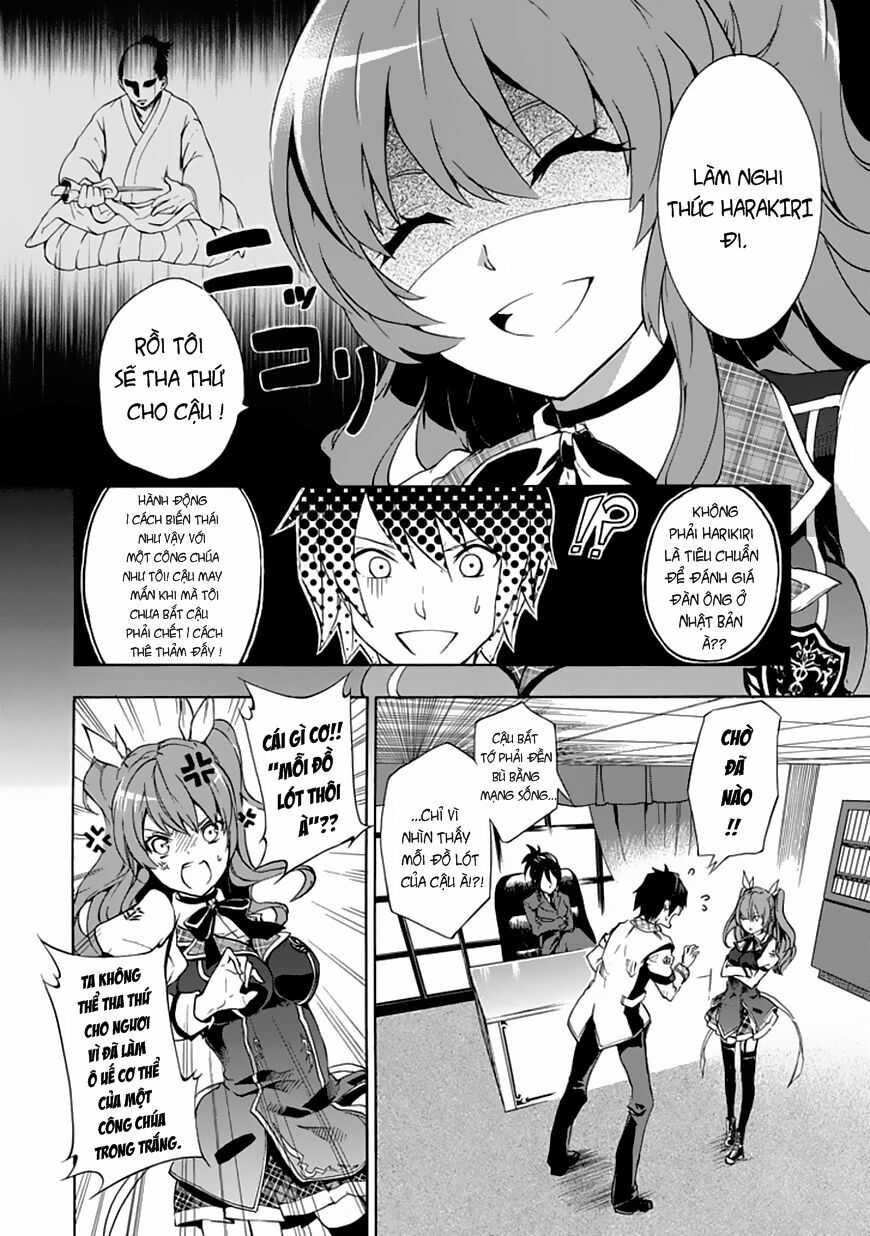 LÀM NGHI
THỨC HARAKIRI
ĐI.
RỒI TÔI
SẼ THA THỨ
CHO CẬU !
ニコッ
KHÔNG
PHẢI HARIKIRI
LÀ TIÊU CHUẨN
ĐỂ ĐÁNH GIÁ
ĐÀN ÔNG Ở
NHẬT BẢN
À??
!?
HÀNH ĐỘNG
1 CÁCH BIẾN THÁI
NHƯ VẬY VỚI
MỘT CÔNG CHÚA
NHƯ TÔI! CẬU MAY
MẮN KHI MÀ TÔI
CHƯA BẮT CẬU
PHẢI CHẾT 1 CÁCH
THÊ THẢM ĐẤY!
CHỜ
ĐÃ
NÀO
!!
CẬU BẮT
TỚ PHẢI ĐỀN
BÙ BẰNG
MẠNG SỐNG...
...CHỈ VÌ
NHÌN THẤY
MỖI ĐỒ LÓT
CỦA CẬU À!?!
CÁI GÌ CƠ!!
"MỖI ĐỒ
LÓT THÔI
À"??
TA KHÔNG
THỂ THA THỨ
CHO NGƯƠI
VÌ ĐÃ LÀM
Ô UẾ CƠ THỂ
CỦA MỘT
CÔNG CHÚA
TRONG TRẮNG.